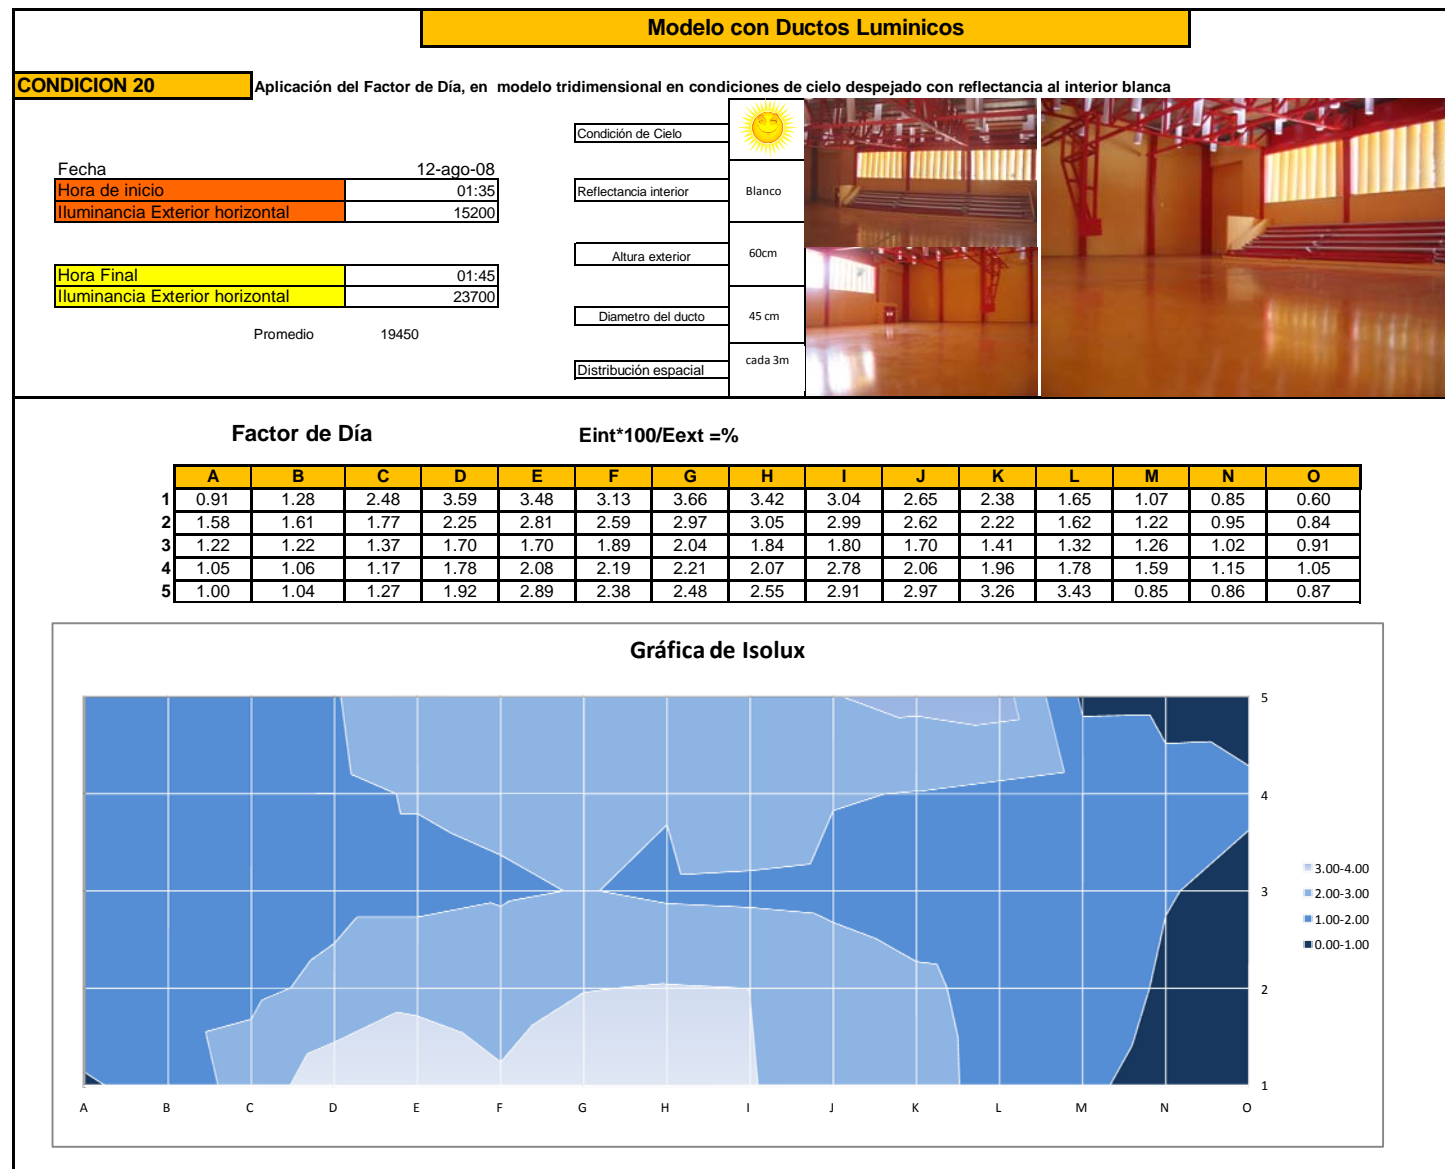 Modelo con Ductos Luminicos
CONDICION 20 Aplicación del Factor de Día, en modelo tridimensional en condiciones de cielo despejado con reflectancia al interior blanca
Condición de Cielo
Fecha 12-ago-08
Hora de inicio 01:35
Reflectancia interior Blanco
Iluminancia Exterior horizontal 15200
Altura exterior 60cm
Hora Final 01:45
Iluminancia Exterior horizontal 23700
Diametro del ducto 45 cm
Promedio 19450
Distribución espacial cada 3m
Factor de Día Eint*100/Eext =%
A B C D E F G H I J K L M N O
1 0.91 1.28 2.48 3.59 3.48 3.13 3.66 3.42 3.04 2.65 2.38 1.65 1.07 0.85 0.60
2 1.58 1.61 1.77 2.25 2.81 2.59 2.97 3.05 2.99 2.62 2.22 1.62 1.22 0.95 0.84
3 1.22 1.22 1.37 1.70 1.70 1.89 2.04 1.84 1.80 1.70 1.41 1.32 1.26 1.02 0.91
4 1.05 1.06 1.17 1.78 2.08 2.19 2.21 2.07 2.78 2.06 1.96 1.78 1.59 1.15 1.05
5 1.00 1.04 1.27 1.92 2.89 2.38 2.48 2.55 2.91 2.97 3.26 3.43 0.85 0.86 0.87
Gráfica de Isolux
5
4
3
2
1
3.00-4.00
2.00-3.00
1.00-2.00
0.00-1.00
A B C D E F G H I J K L M N O